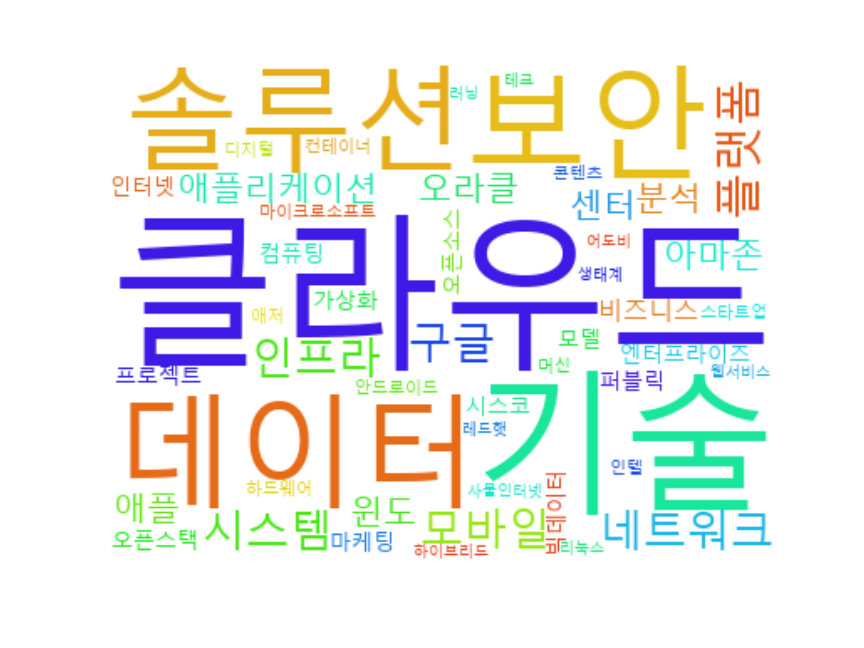 솔루션 보안
테크
러닝
플랫폼
디지털
컨테이너
인터넷
애플리케이션
오라클
콘텐츠
센터
분석
마이크로소프트
클라우드
컴퓨팅
오픈소스
어도비
아마존
생태계
가상화
애저
비즈니스
스타트업
인프라
구글
모델
엔터프라이즈
프로젝트
머신
퍼블릭
웹서비스
안드로이드
데이터
기술
시스코
레드햇
인텔
하드웨어
사물인터넷
빅데이터
애플
윈도
시스템
모바일
네트워크
오픈스택
마케팅
하이브리드
리눅스